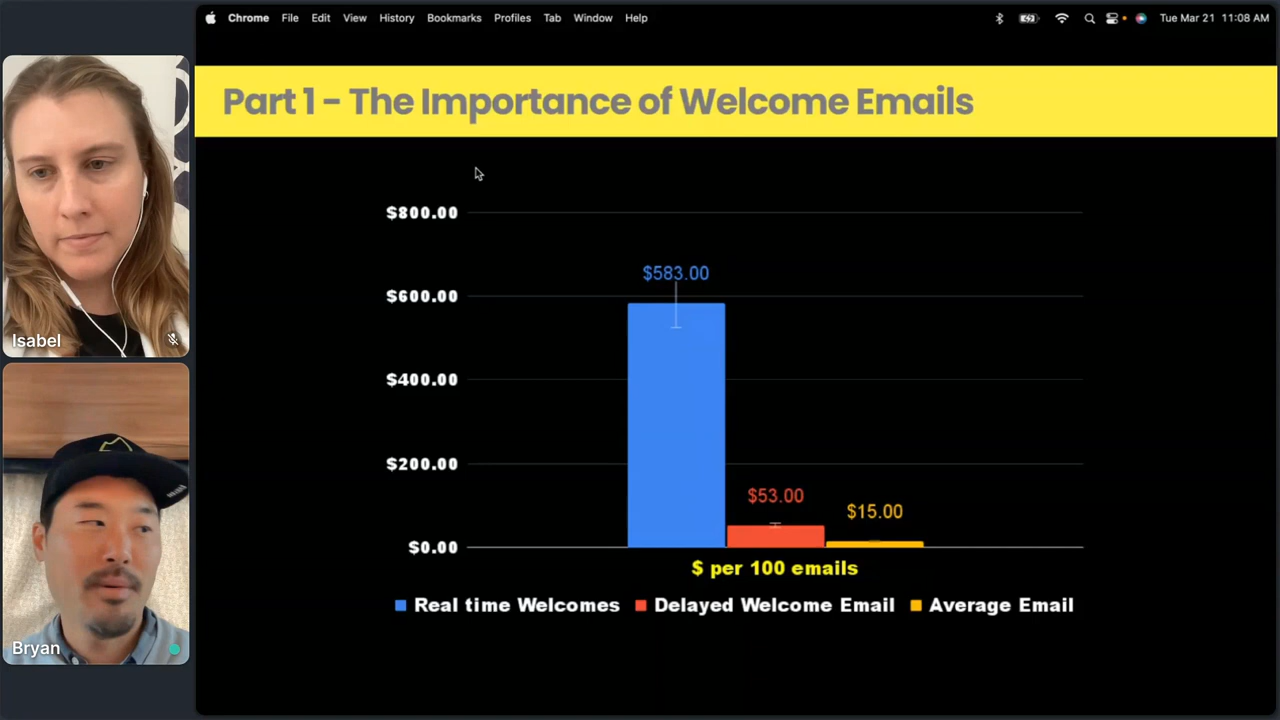 Chrome File Edit View History Bookmarks Profiles Tab Window Help Tue Mar 21 11:08 AM
Part 1 - The Importance of Welcome Emails
$800.00
$583.00
$600.00
$400.00
$200.00
$53.00
$15.00
$0.00
$ per 100 emails
Real time Welcomes Delayed Welcome Email Average Email
Isabel
Bryan